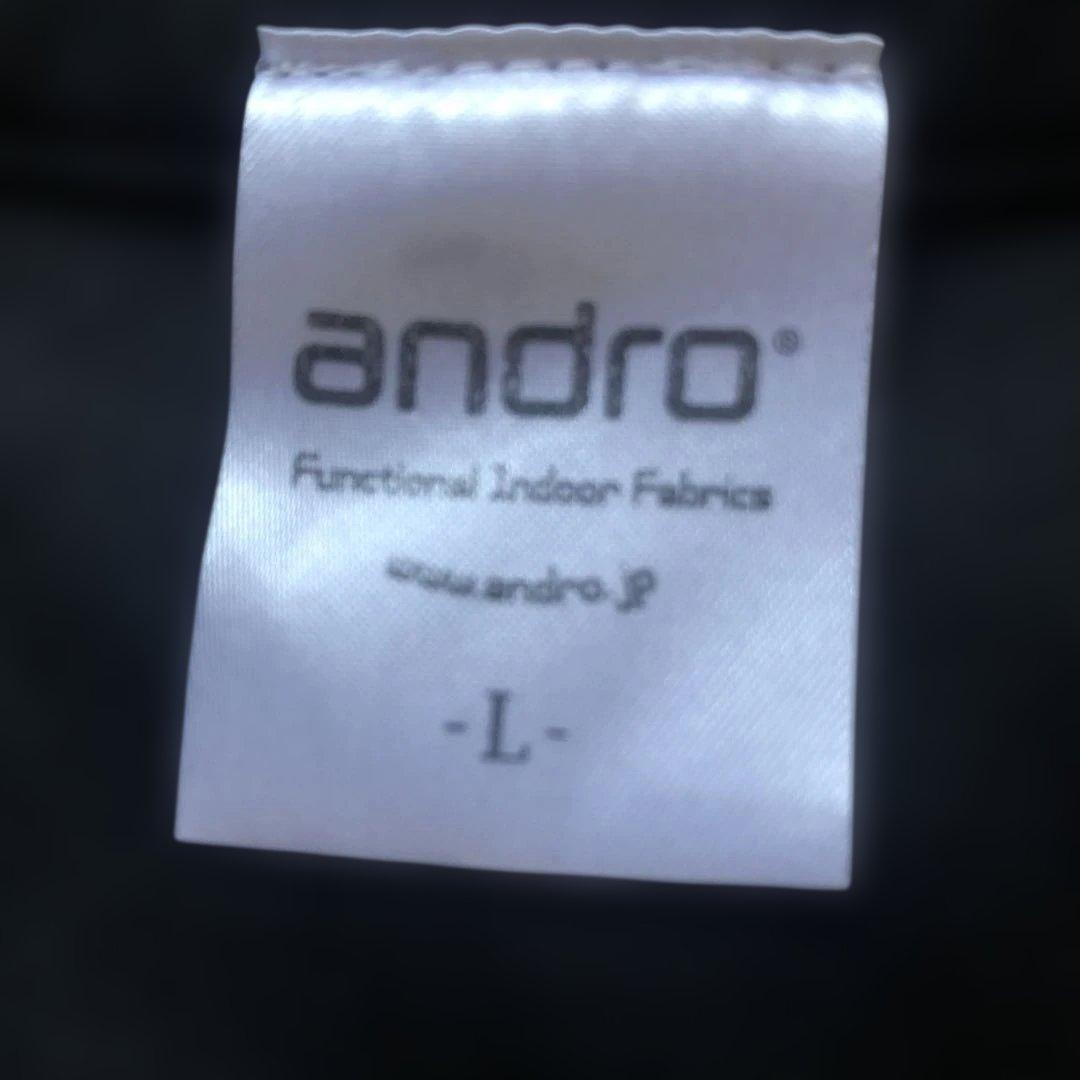 andro®
Functional Indoor Fabrics
www.andro.jp
-L-